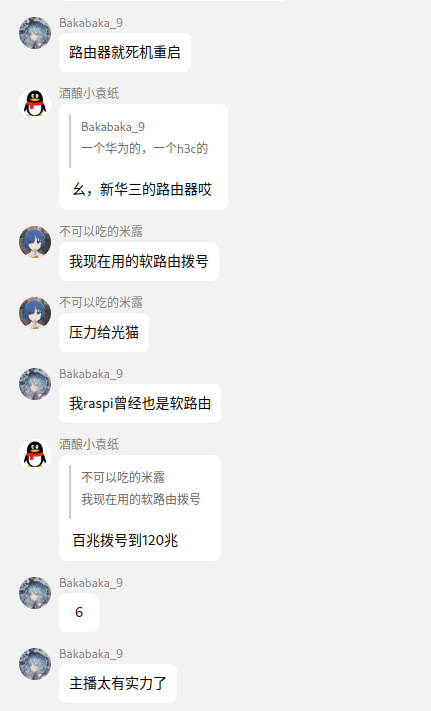 Bakabaka_9
路由器就死机重启
酒酿小袁纸
Bakabaka_9
一个华为的，一个h3c的
幺，新华三的路由器哎
不可以吃的米露
我现在用的软路由拨号
不可以吃的米露
压力给光猫
Bakabaka_9
我raspi曾经也是软路由
酒酿小袁纸
不可以吃的米露
我现在用的软路由拨号
百兆拨号到120兆
Bakabaka_9
6
Bakabaka_9
主播太有实力了